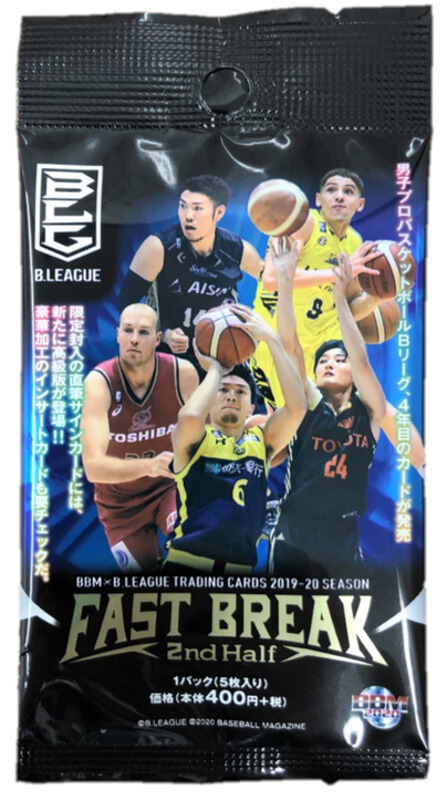 BLG
B.LEAGUE
男子プロバスケットボールBリーグ、4年目のカードが発売
限定封入の直筆サインカードには、
新たに高級版が登場!!
豪華加工のインサートカードも要チェックだ。
AISIN
9
TOSHIBA
TOYOTA
24
6
BBM×B.LEAGUE TRADING CARDS 2019-20 SEASON
FAST BREAK
2nd Half
1パック(5枚入り)
価格(本体400円+税)
BBM
2020
©B.LEAGUE ©2020 BASEBALL MAGAZINE